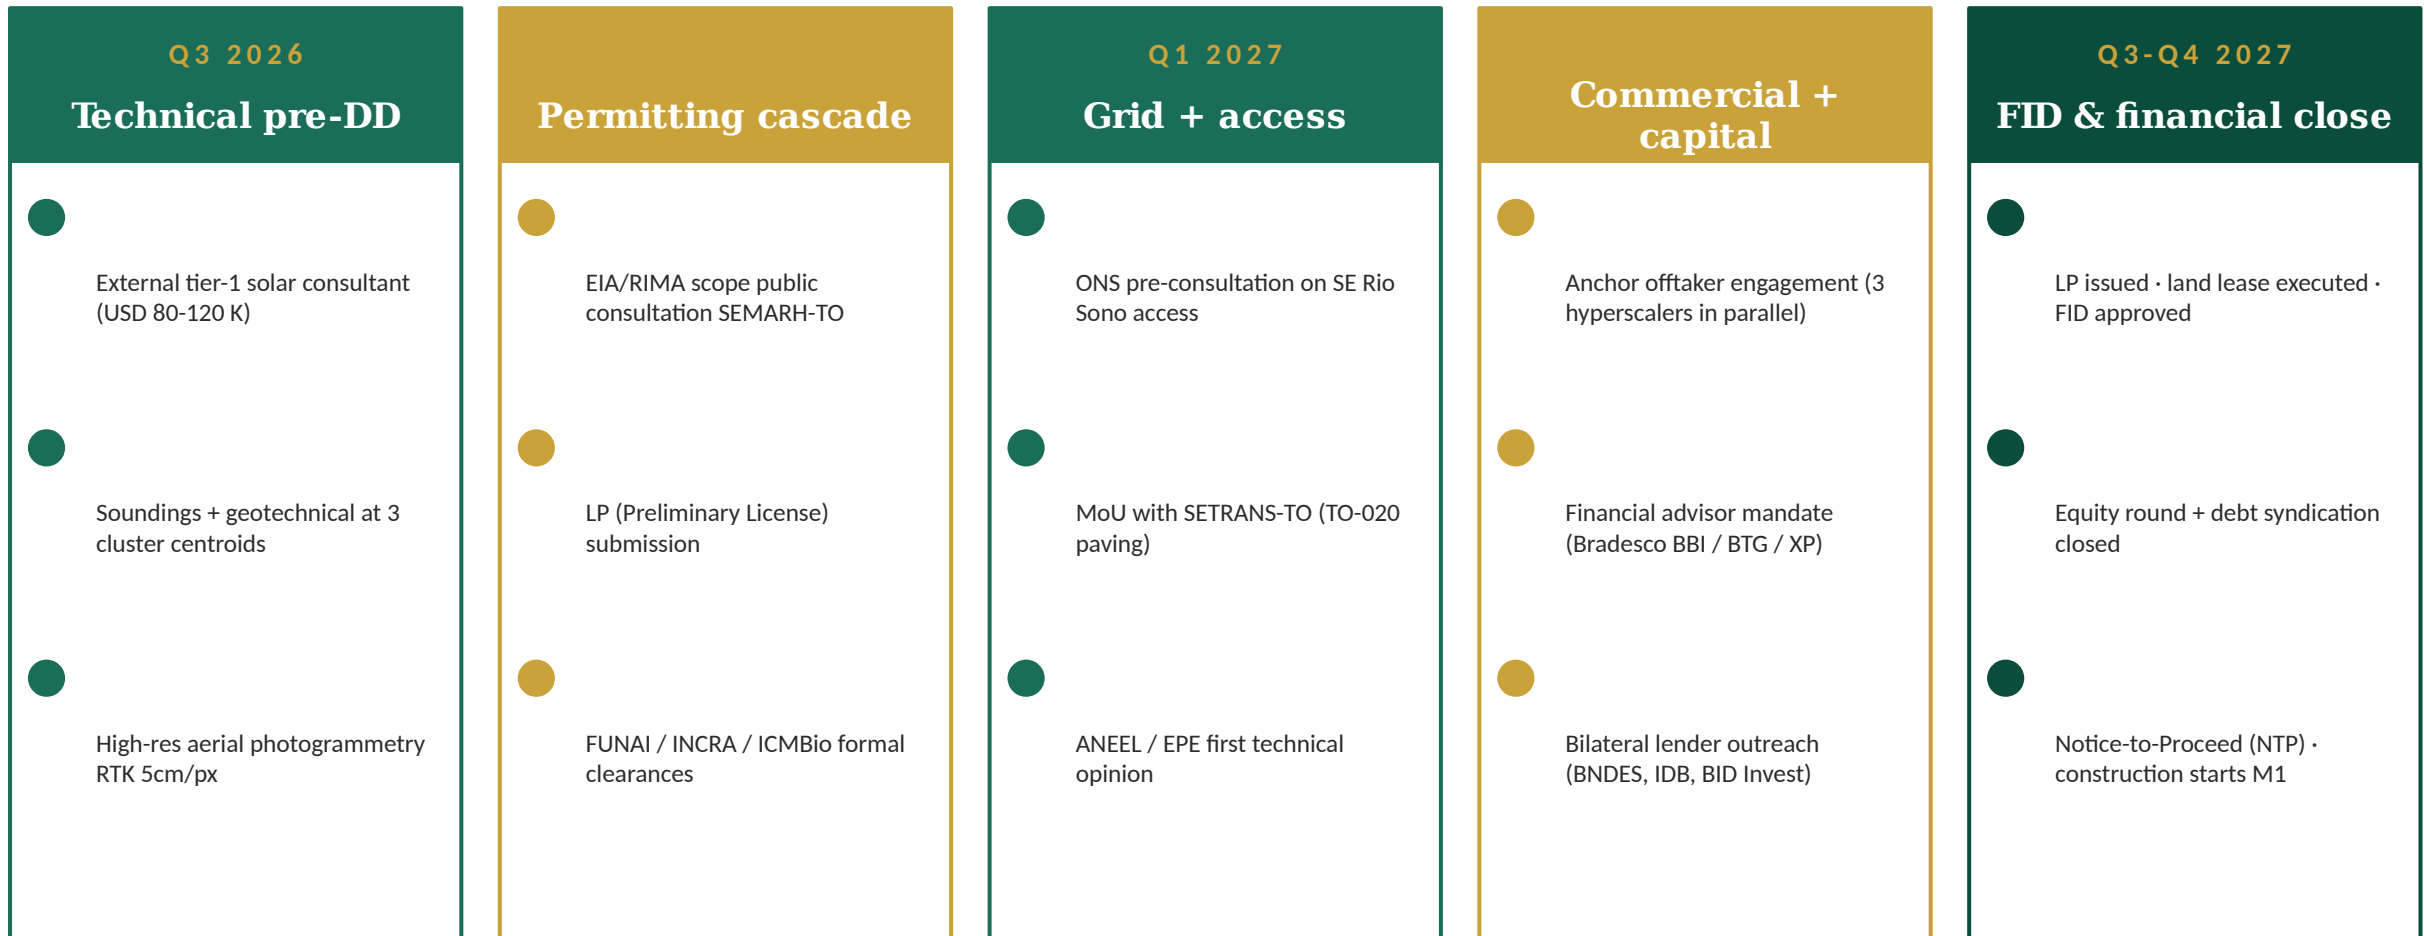 Q3 2026
Technical pre-DD
External tier-1 solar consultant
(USD 80-120 K)
Soundings + geotechnical at 3
cluster centroids
High-res aerial photogrammetry
RTK 5cm/px
Permitting cascade
EIA/RIMA scope public
consultation SEMARH-TO
LP (Preliminary License)
submission
FUNAI / INCRA / ICMBio formal
clearances
Q1 2027
Grid + access
ONS pre-consultation on SE Rio
Sono access
MoU with SETRANS-TO (TO-020
paving)
ANEEL / EPE first technical
opinion
Commercial +
capital
Anchor offtaker engagement (3
hyperscalers in parallel)
Financial advisor mandate
(Bradesco BBI / BTG / XP)
Bilateral lender outreach
(BNDES, IDB, BID Invest)
Q3-Q4 2027
FID & financial close
LP issued · land lease executed ·
FID approved
Equity round + debt syndication
closed
Notice-to-Proceed (NTP) ·
construction starts M1